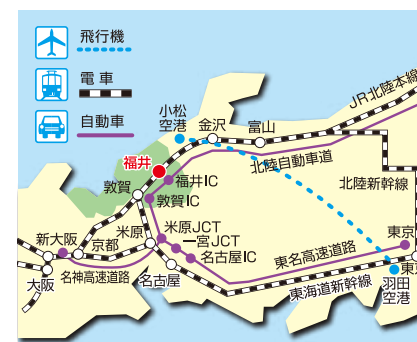 飛行機
電車
自動車
JR北陸本線
小松
空港
金沢
富山
北陸自動車道
福井
福井IC
北陸新幹線
敦賀
敦賀IC
米原
米原JCT
一宮JCT
名古屋IC
東京
新大阪
京都
東名高速道路
名神高速道路
大阪
名古屋
東海道新幹線
羽田
空港